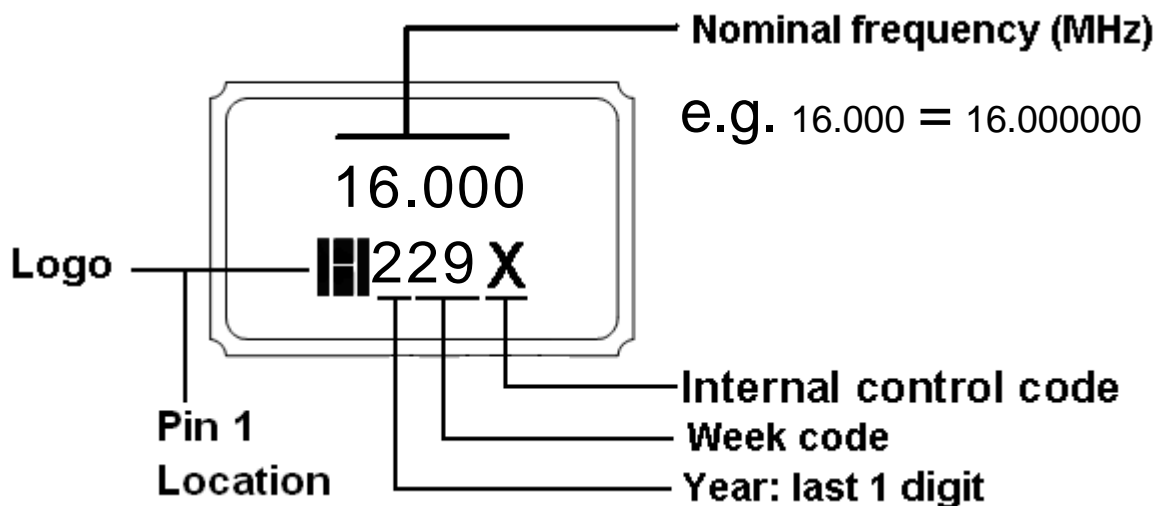 Nominal frequency (MHz)
e.g. 16.000 = 16.000000
16.000
Logo
229 X
Internal control code
Pin 1
Location
Week code
Year: last 1 digit